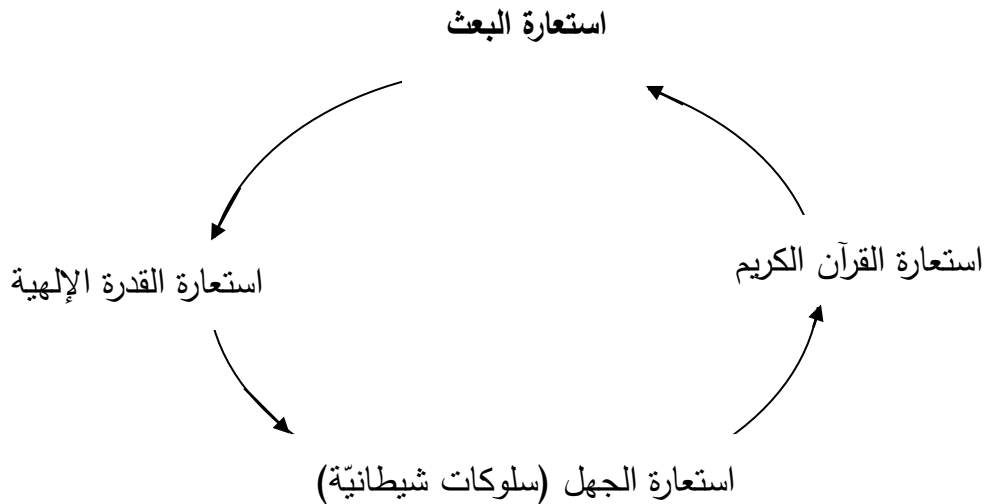 استعارة البعث
استعارة القرآن الكريم
استعارة القدرة الإلهية
استعارة الجهل (سلوكات شيطانيّة)